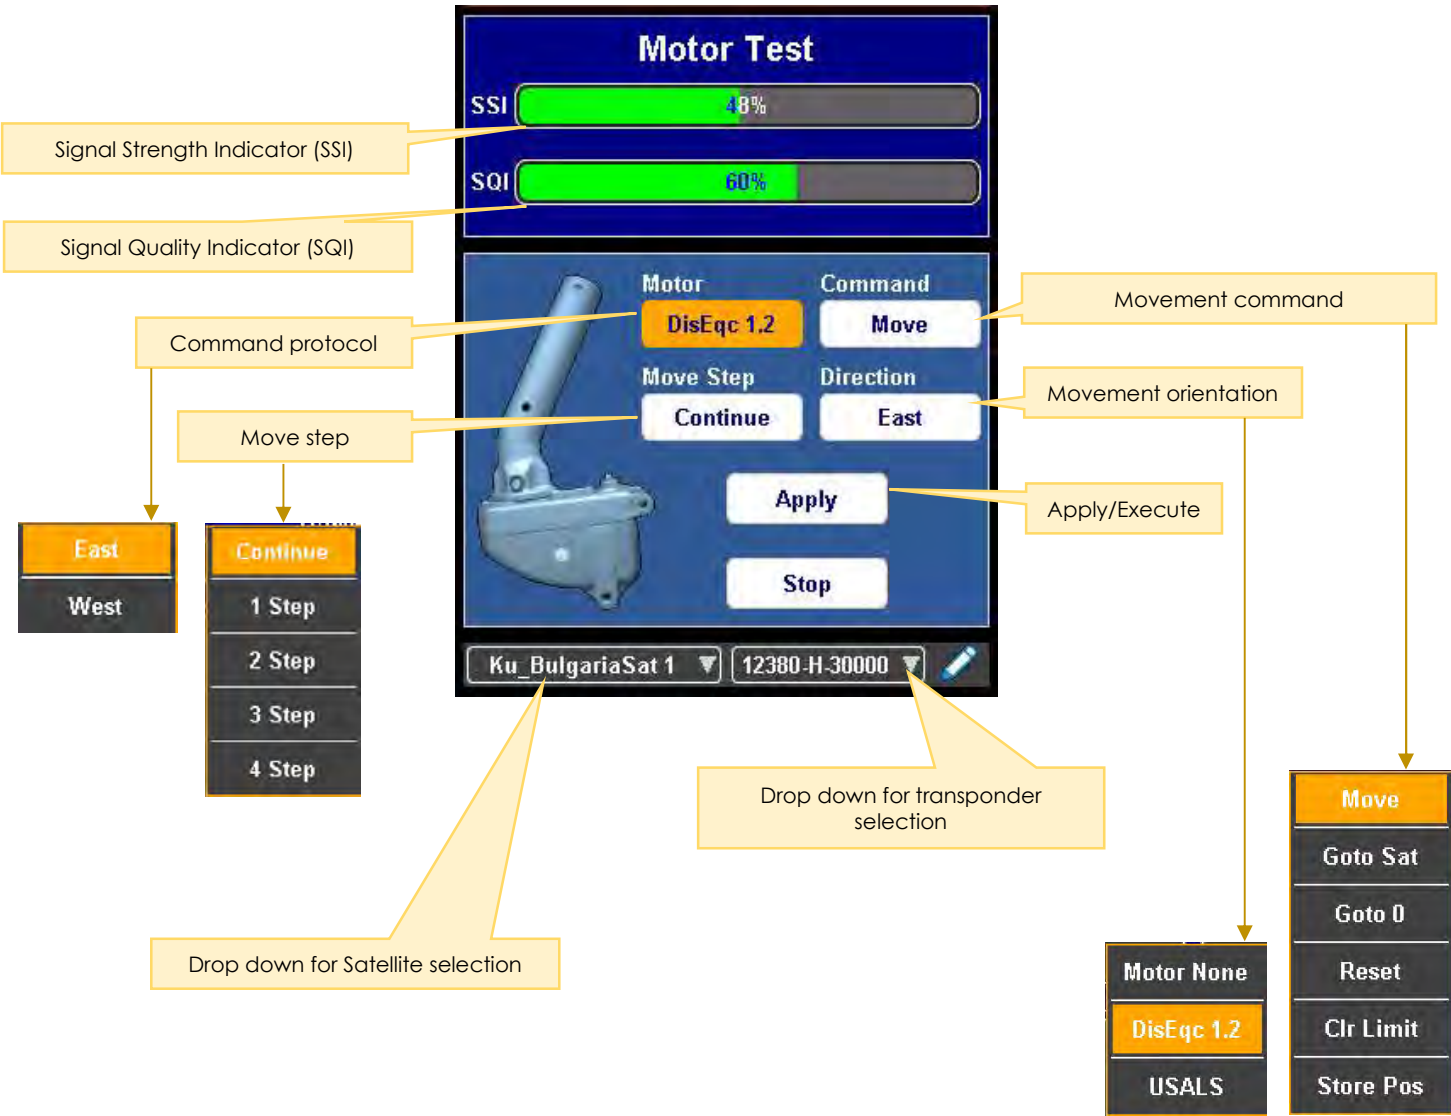 Motor Test
SSI
48%
Signal Strength Indicator (SSI)
SQI
60%
Signal Quality Indicator (SQI)
Motor
Command
DisEqc 1.2
Move
Movement command
Command protocol
Move Step
Direction
Continue
East
Movement orientation
Move step
Apply
Apply/Execute
Stop
East
West
Continue
1 Step
2 Step
3 Step
4 Step
Ku_BulgariaSat 1
12380-H-30000
Drop down for transponder
selection
Drop down for Satellite selection
Motor None
DisEqc 1.2
USALS
Move
Goto Sat
Goto 0
Reset
Clr Limit
Store Pos